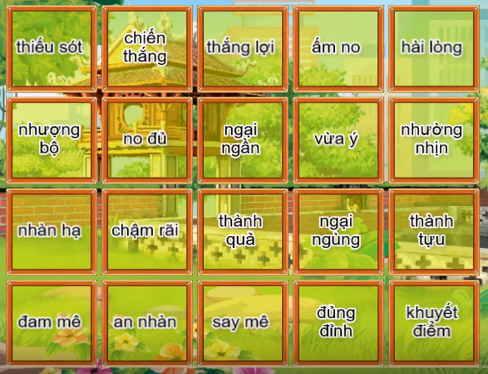 thiếu sót
chiến
thắng
thắng lợi
ấm no
hài lòng
nhượng
bộ
no đủ
ngại
ngần
vừa ý
nhường
nhịn
nhàn hạ
chậm rãi
thành
quả
ngại
ngùng
thành
tựu
đam mê
an nhàn
say mê
đủng
đỉnh
khuyết
điểm